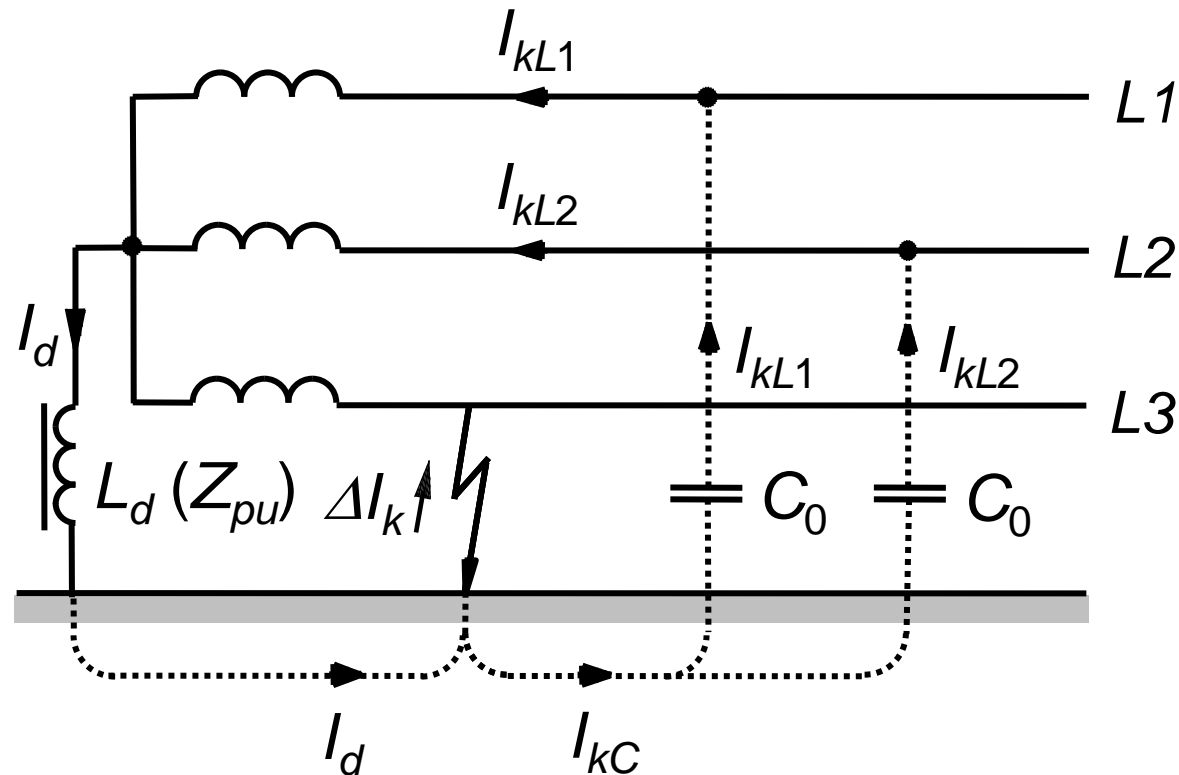 I_kL1
L1
I_kL2
L2
I_d
I_kL1
I_kL2
L3
L_d (Z_pu)
ΔI_k
C_0
C_0
I_d
I_kC